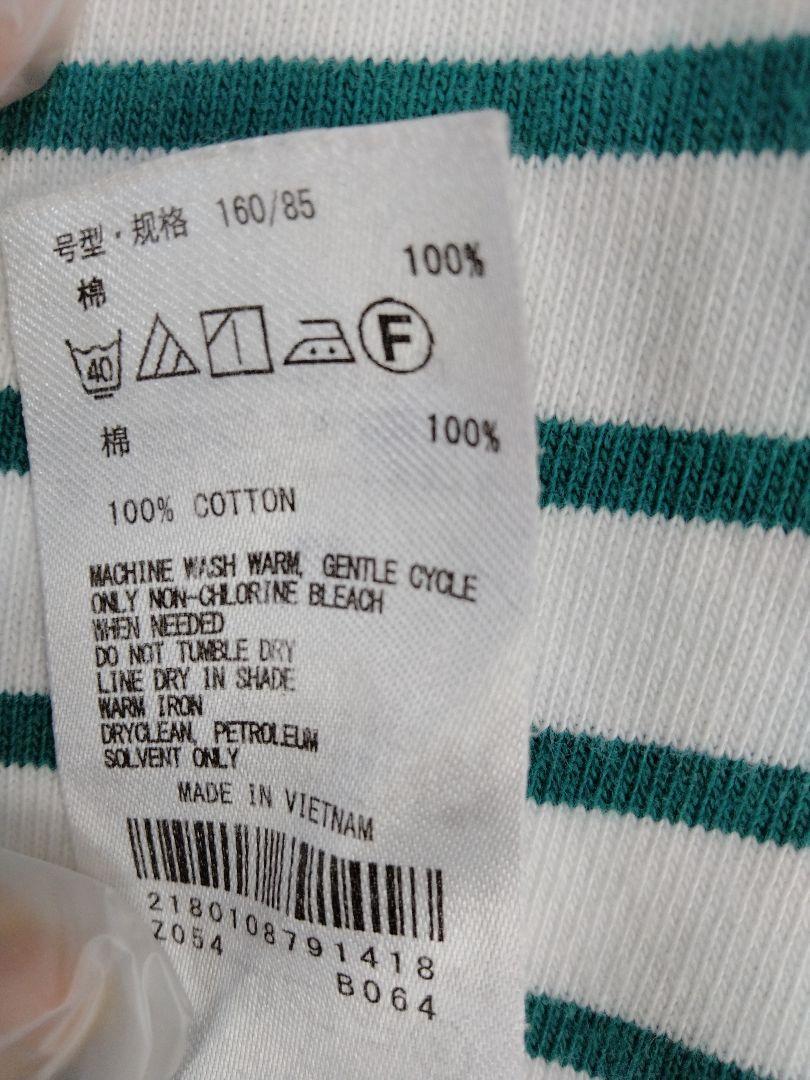 号型・规格 160/85
棉 100%
40 F
棉 100%
100% COTTON
MACHINE WASH WARM, GENTLE CYCLE
ONLY NON-CHLORINE BLEACH
WHEN NEEDED
DO NOT TUMBLE DRY
LINE DRY IN SHADE
WARM IRON
DRYCLEAN, PETROLEUM
SOLVENT ONLY
MADE IN VIETNAM
2180108791418
Z054
B064